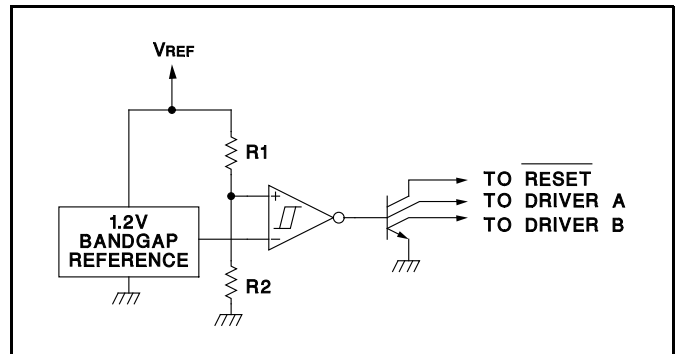 VREF
R1
+
1.2V
BANDGAP
REFERENCE
−
R2
TO RESET
TO DRIVER A
TO DRIVER B